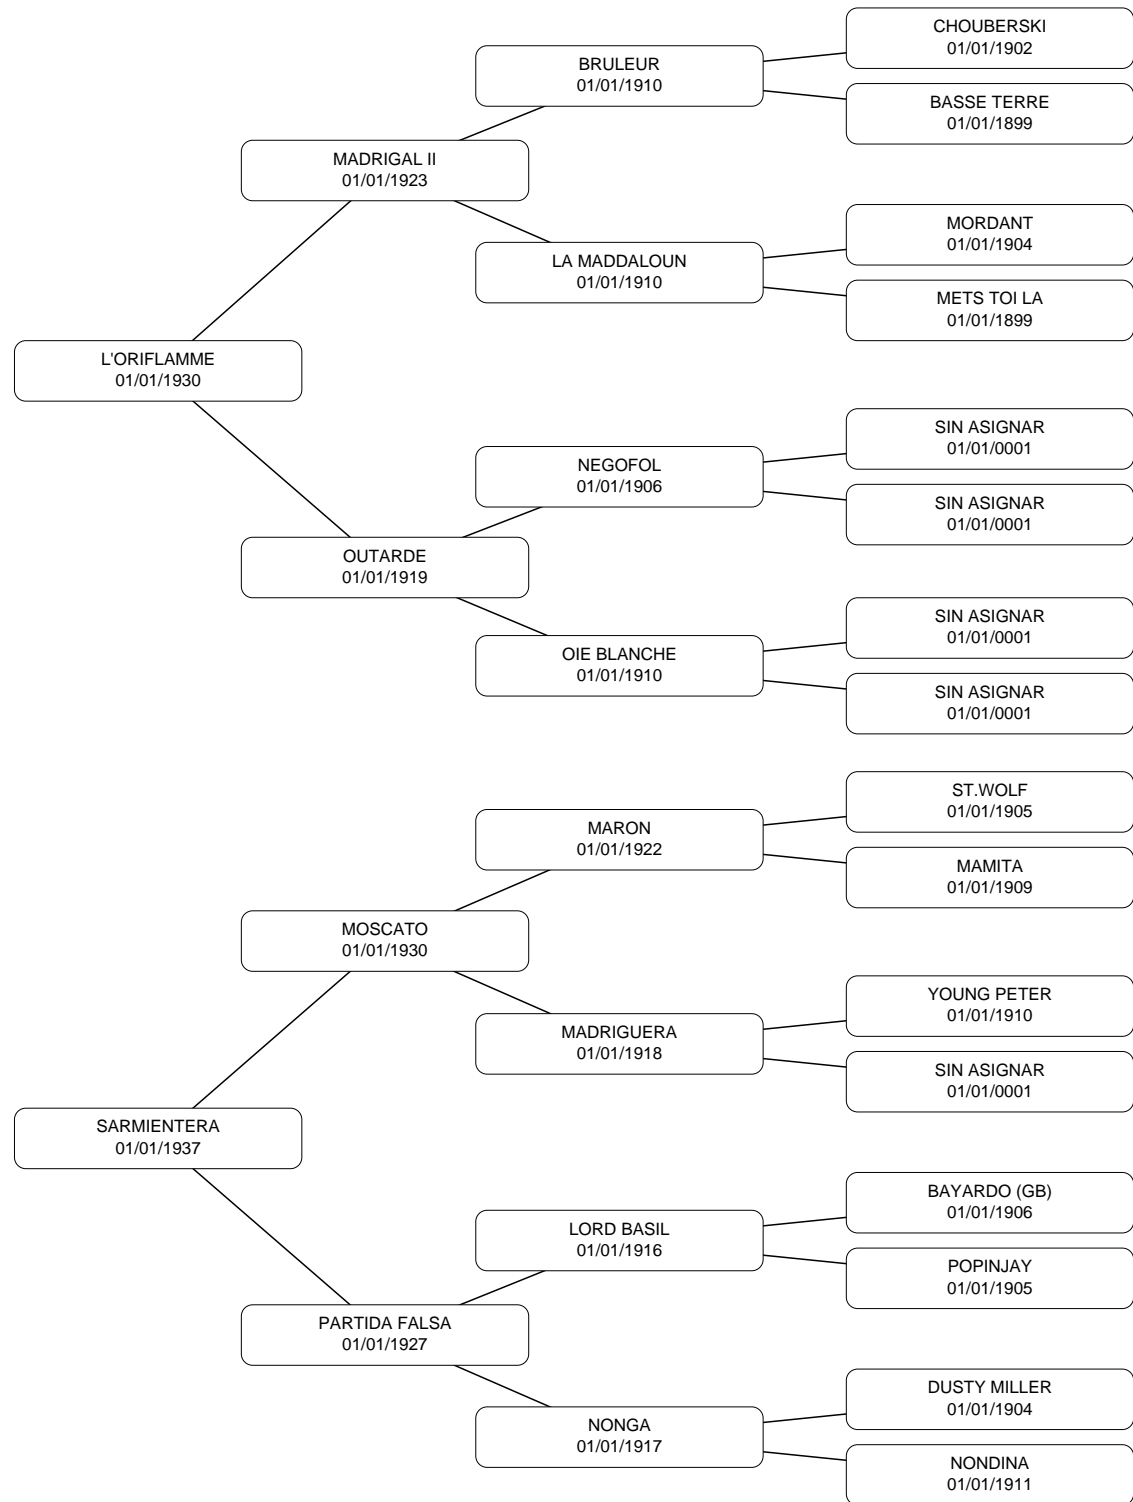 CHOUBERSKI
01/01/1902
BRULEUR
01/01/1910
BASSE TERRE
01/01/1899
MADRIGAL II
01/01/1923
MORDANT
01/01/1904
LA MADDALOUN
01/01/1910
METS TOI LA
01/01/1899
L'ORIFLAMME
01/01/1930
SIN ASIGNAR
01/01/0001
NEGOFOL
01/01/1906
SIN ASIGNAR
01/01/0001
OUTARDE
01/01/1919
SIN ASIGNAR
01/01/0001
OIE BLANCHE
01/01/1910
SIN ASIGNAR
01/01/0001
ST.WOLF
01/01/1905
MARON
01/01/1922
MAMITA
01/01/1909
MOSCATO
01/01/1930
YOUNG PETER
01/01/1910
MADRIGUERA
01/01/1918
SIN ASIGNAR
01/01/0001
SARMIENTERA
01/01/1937
BAYARDO (GB)
01/01/1906
LORD BASIL
01/01/1916
POPINJAY
01/01/1905
PARTIDA FALSA
01/01/1927
DUSTY MILLER
01/01/1904
NONGA
01/01/1917
NONDINA
01/01/1911